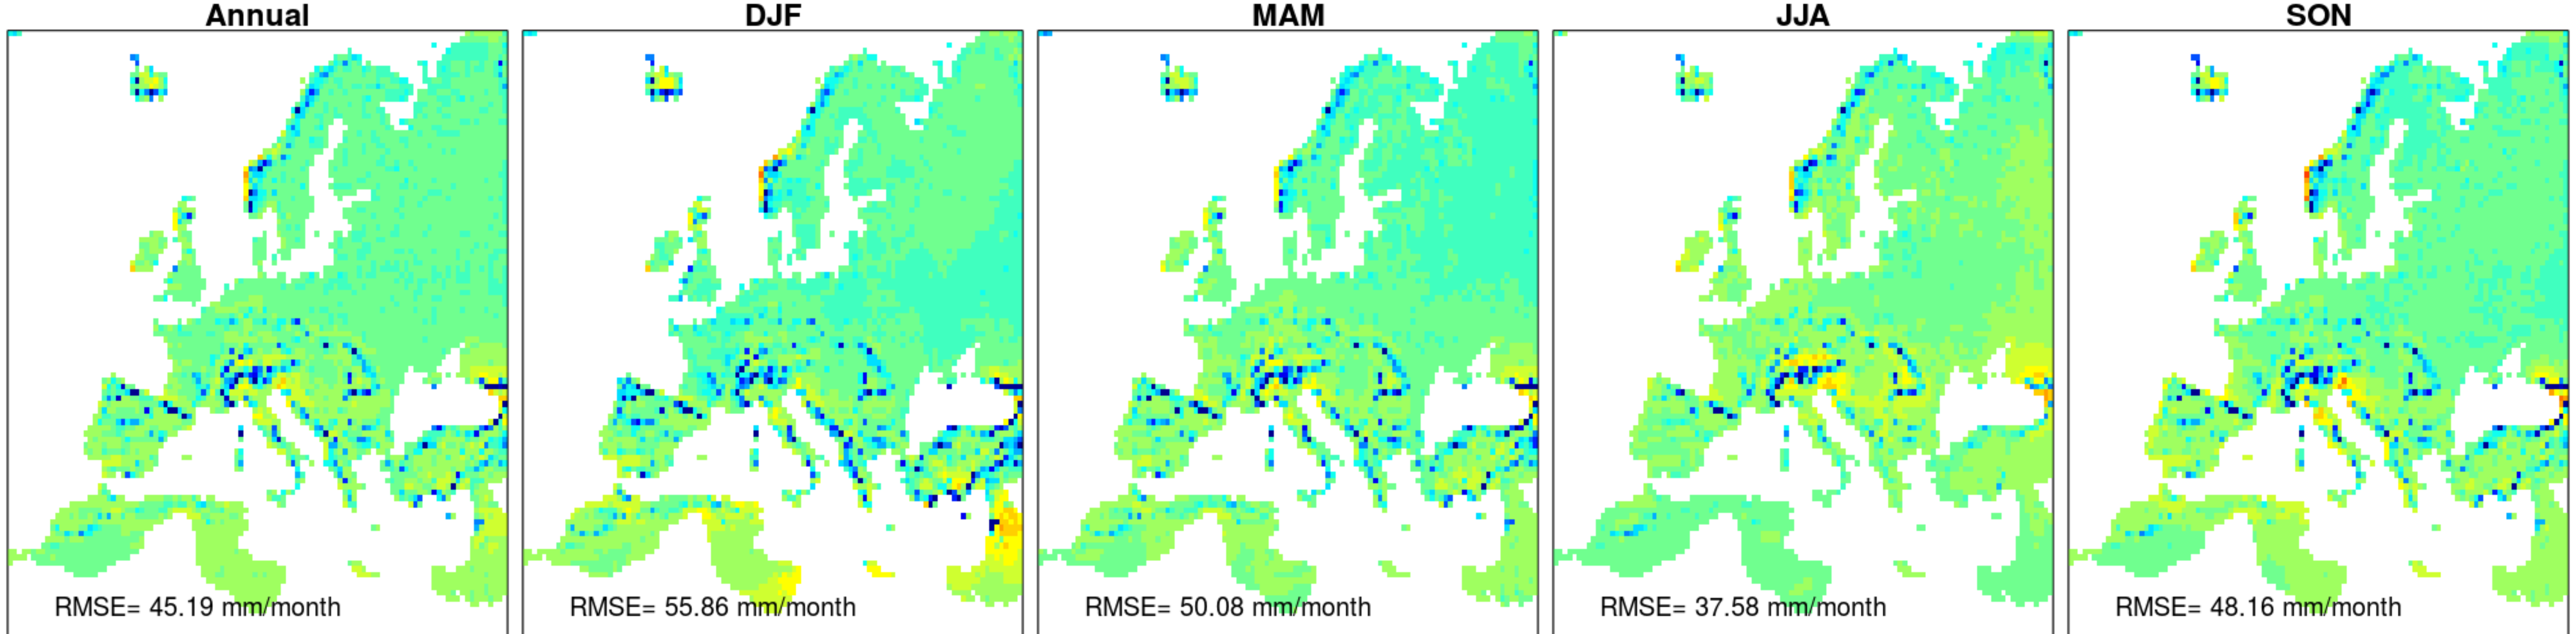 Annual
DJF
MAM
JJA
SON
RMSE= 45.19 mm/month
RMSE= 55.86 mm/month
RMSE= 50.08 mm/month
RMSE= 37.58 mm/month
RMSE= 48.16 mm/month